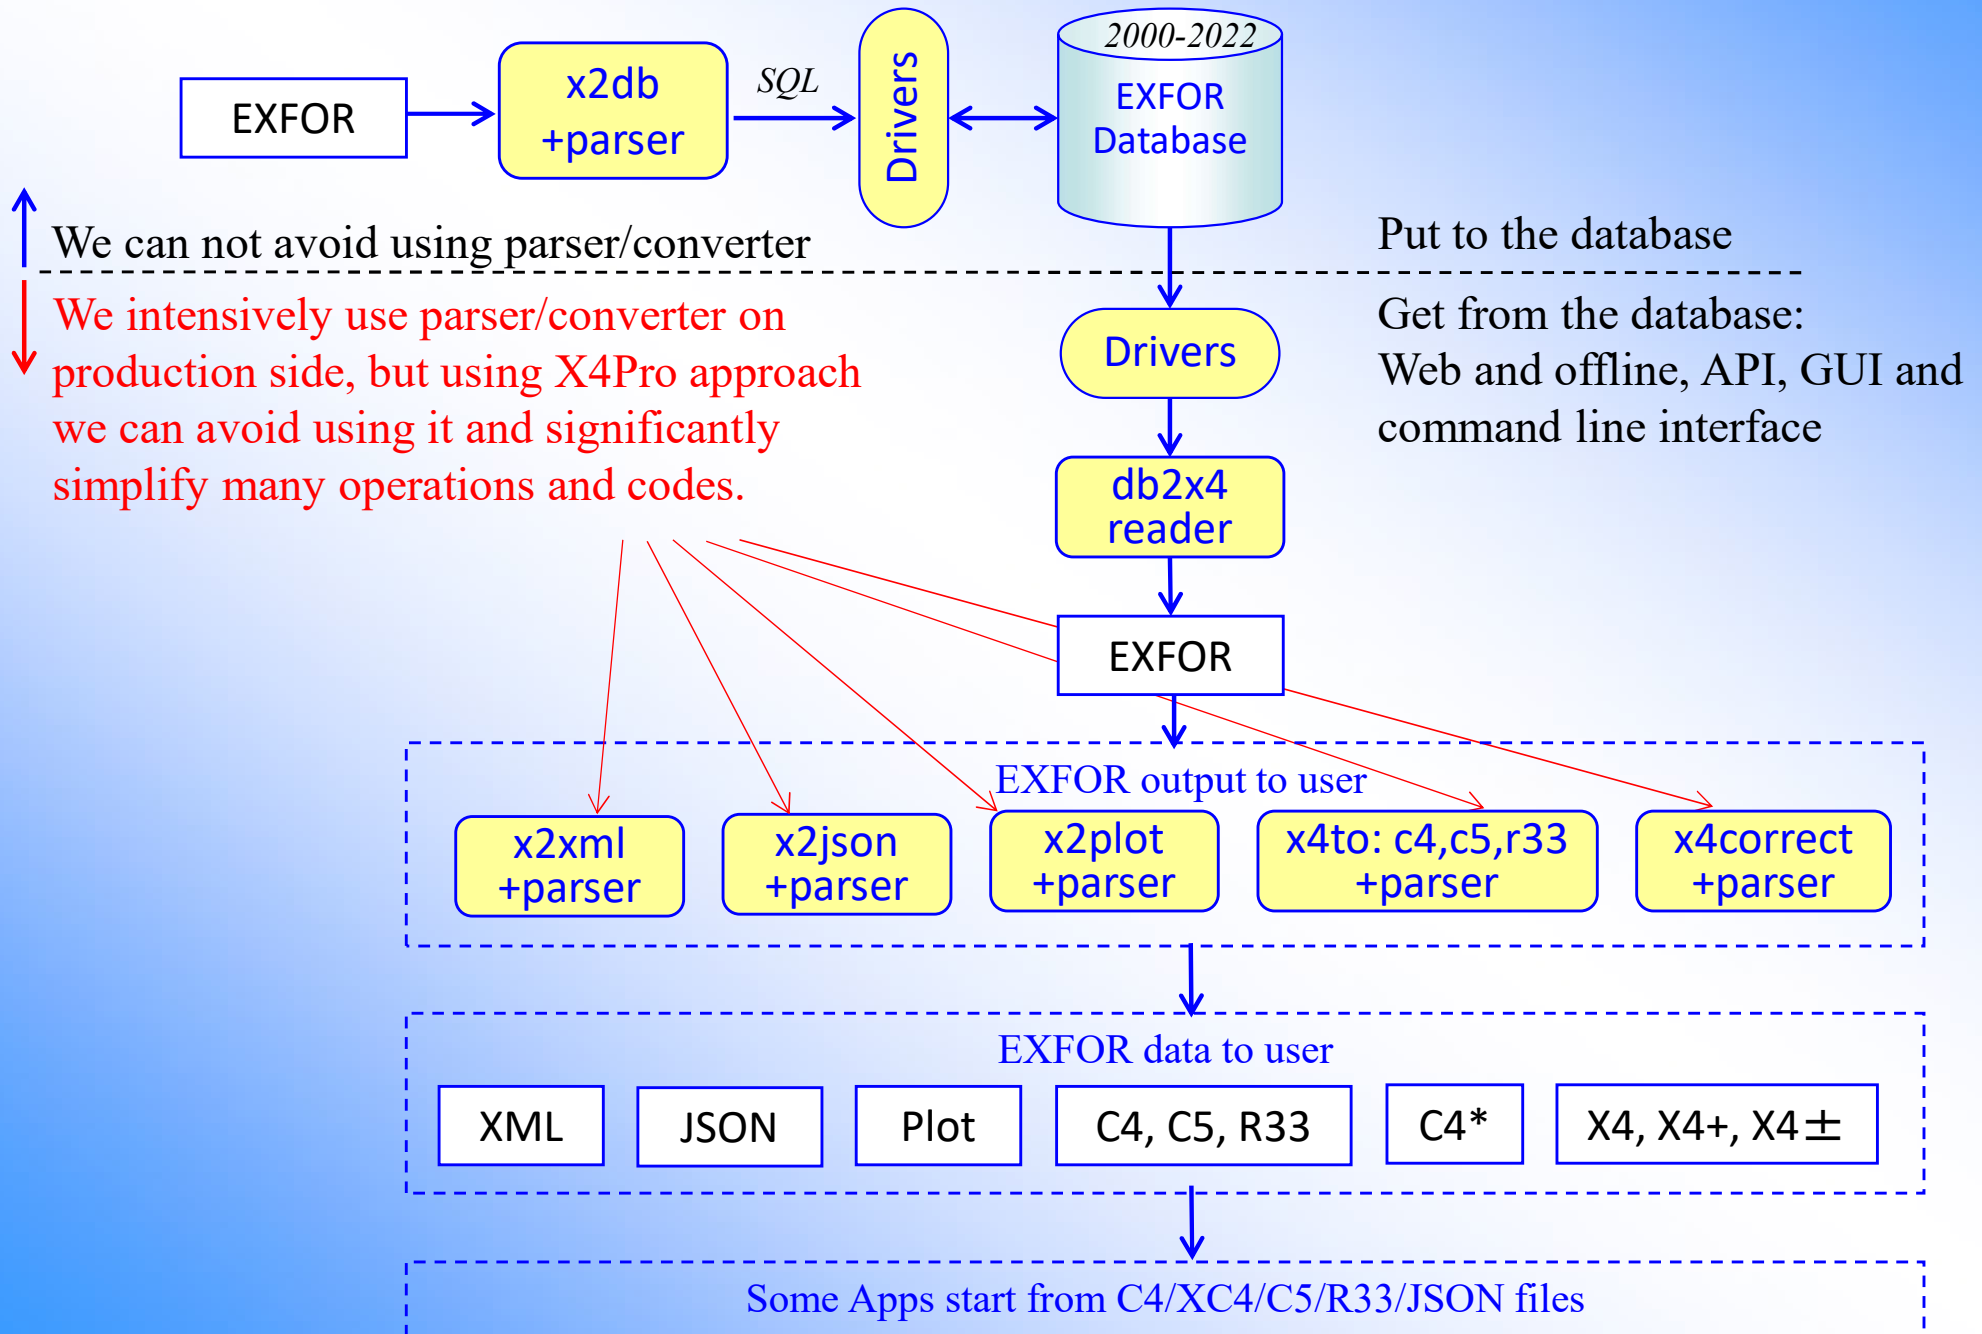 2000-2022
EXFOR
x2db
+parser
SQL
Drivers
EXFOR
Database
We can not avoid using parser/converter
Put to the database
We intensively use parser/converter on
production side, but using X4Pro approach
we can avoid using it and significantly
simplify many operations and codes.
Drivers
Get from the database:
Web and offline, API, GUI and
command line interface
db2x4
reader
EXFOR
EXFOR output to user
x2xml
+parser
x2json
+parser
x2plot
+parser
x4to: c4,c5,r33
+parser
x4correct
+parser
EXFOR data to user
XML
JSON
Plot
C4, C5, R33
C4*
X4, X4+, X4±
Some Apps start from C4/XC4/C5/R33/JSON files